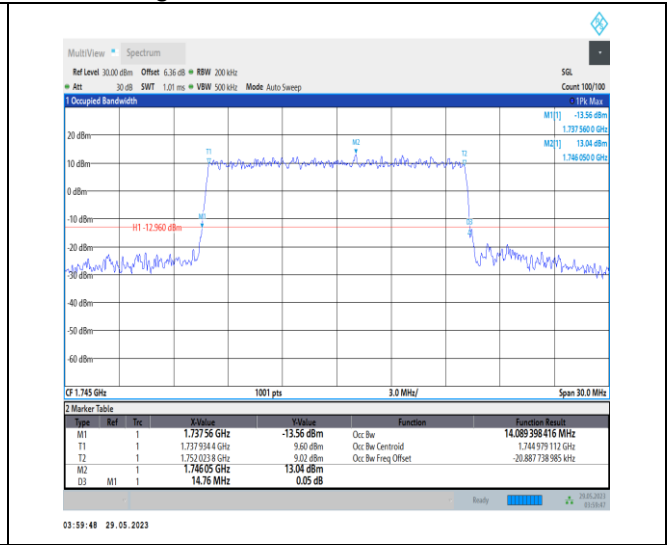 MultiView Spectrum
Ref Level 30.00 dBm Offset 6.36 dB RBW 200 kHz SGL
Att 30 dB SWT 1.01 ms VBW 500 kHz Mode Auto Sweep Count 100/100
1 Occupied Bandwidth 1Pk Max
M1[1] -13.56 dBm
1.737 560 0 GHz
20 dBm M2[1] 13.04 dBm
1.746 050 0 GHz
M2
T1 T2
10 dBm
0 dBm
-10 dBm M1 D3
H1 -12.960 dBm
-20 dBm
-30 dBm
-40 dBm
-50 dBm
-60 dBm
CF 1.745 GHz 1001 pts 3.0 MHz/ Span 30.0 MHz
2 Marker Table
Type Ref Trc X-Value Y-Value Function Function Result
M1 1 1.737 56 GHz -13.56 dBm Occ Bw 14.089 398 416 MHz
T1 1 1.737 934 4 GHz 9.60 dBm Occ Bw Centroid 1.744 979 112 GHz
T2 1 1.752 023 8 GHz 9.02 dBm Occ Bw Freq Offset -20.887 738 985 kHz
M2 1 1.746 05 GHz 13.04 dBm
D3 M1 1 14.76 MHz 0.05 dB
Ready 29.05.2023
03:59:47
03:59:48 29.05.2023